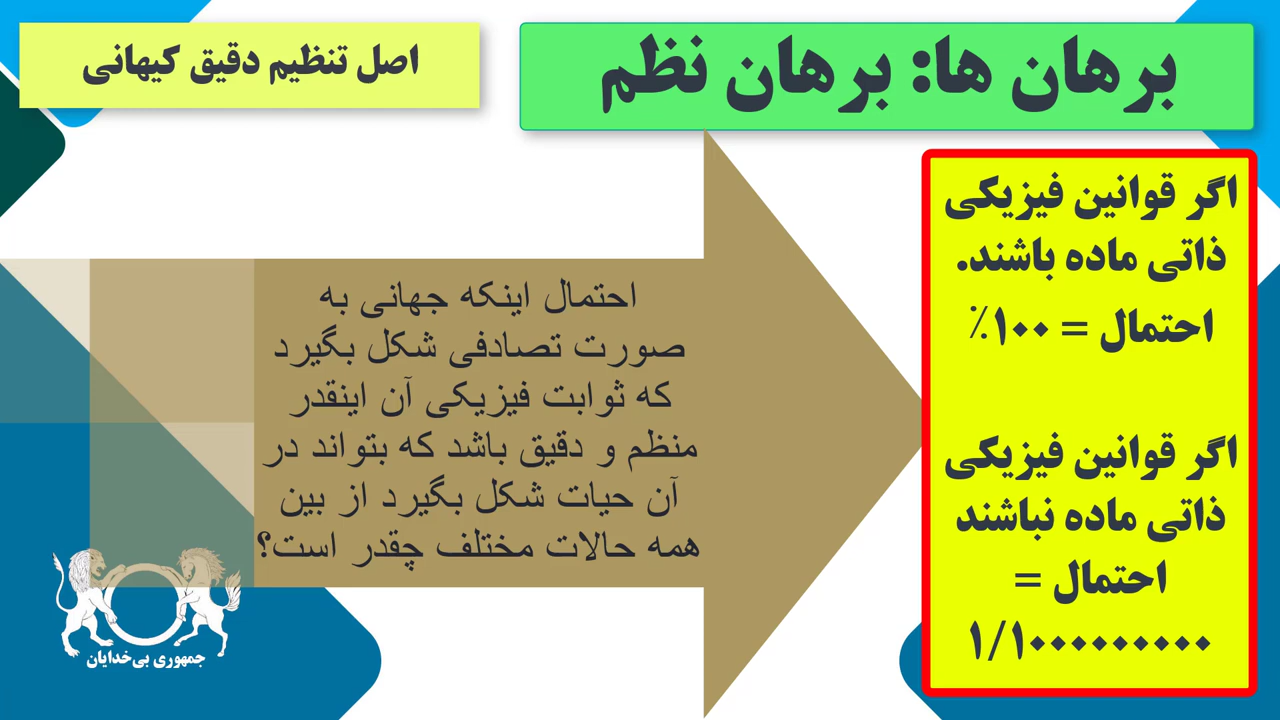 برهان ها: برهان نظم
اصل تنظیم دقیق کیهانی
اگر قوانین فیزیکی
ذاتی ماده باشند.
احتمال = ۱۰۰٪
اگر قوانین فیزیکی
ذاتی ماده نباشند
احتمال =
۱/۱۰۰۰۰۰۰۰۰۰
احتمال اینکه جهانی به
صورت تصادفی شکل بگیرد
که ثوابت فیزیکی آن اینقدر
منظم و دقیق باشد که بتواند در
آن حیات شکل بگیرد از بین
همه حالات مختلف چقدر است؟
جمهوری بی‌خدایان